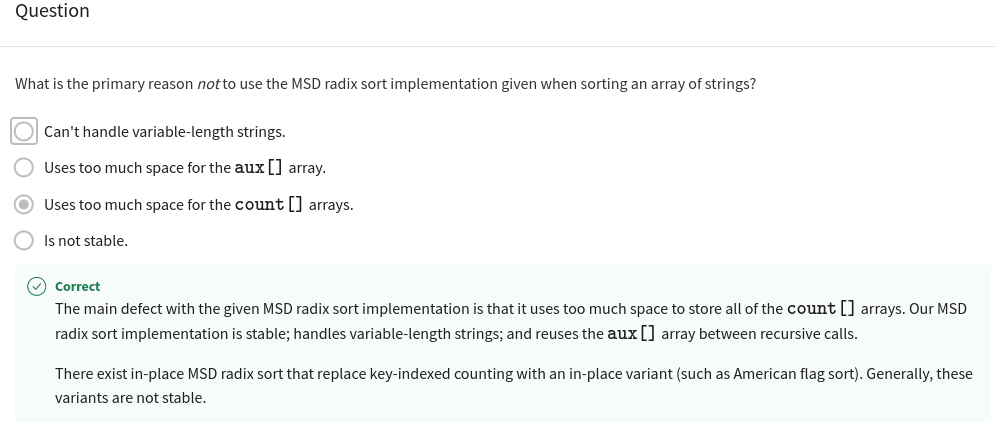 Question
What is the primary reason not to use the MSD radix sort implementation given when sorting an array of strings?
Can't handle variable-length strings.
Uses too much space for the aux[] array.
Uses too much space for the count[] arrays.
Is not stable.
Correct
The main defect with the given MSD radix sort implementation is that it uses too much space to store all of the count[] arrays. Our MSD
radix sort implementation is stable; handles variable-length strings; and reuses the aux[] array between recursive calls.
There exist in-place MSD radix sort that replace key-indexed counting with an in-place variant (such as American flag sort). Generally, these
variants are not stable.